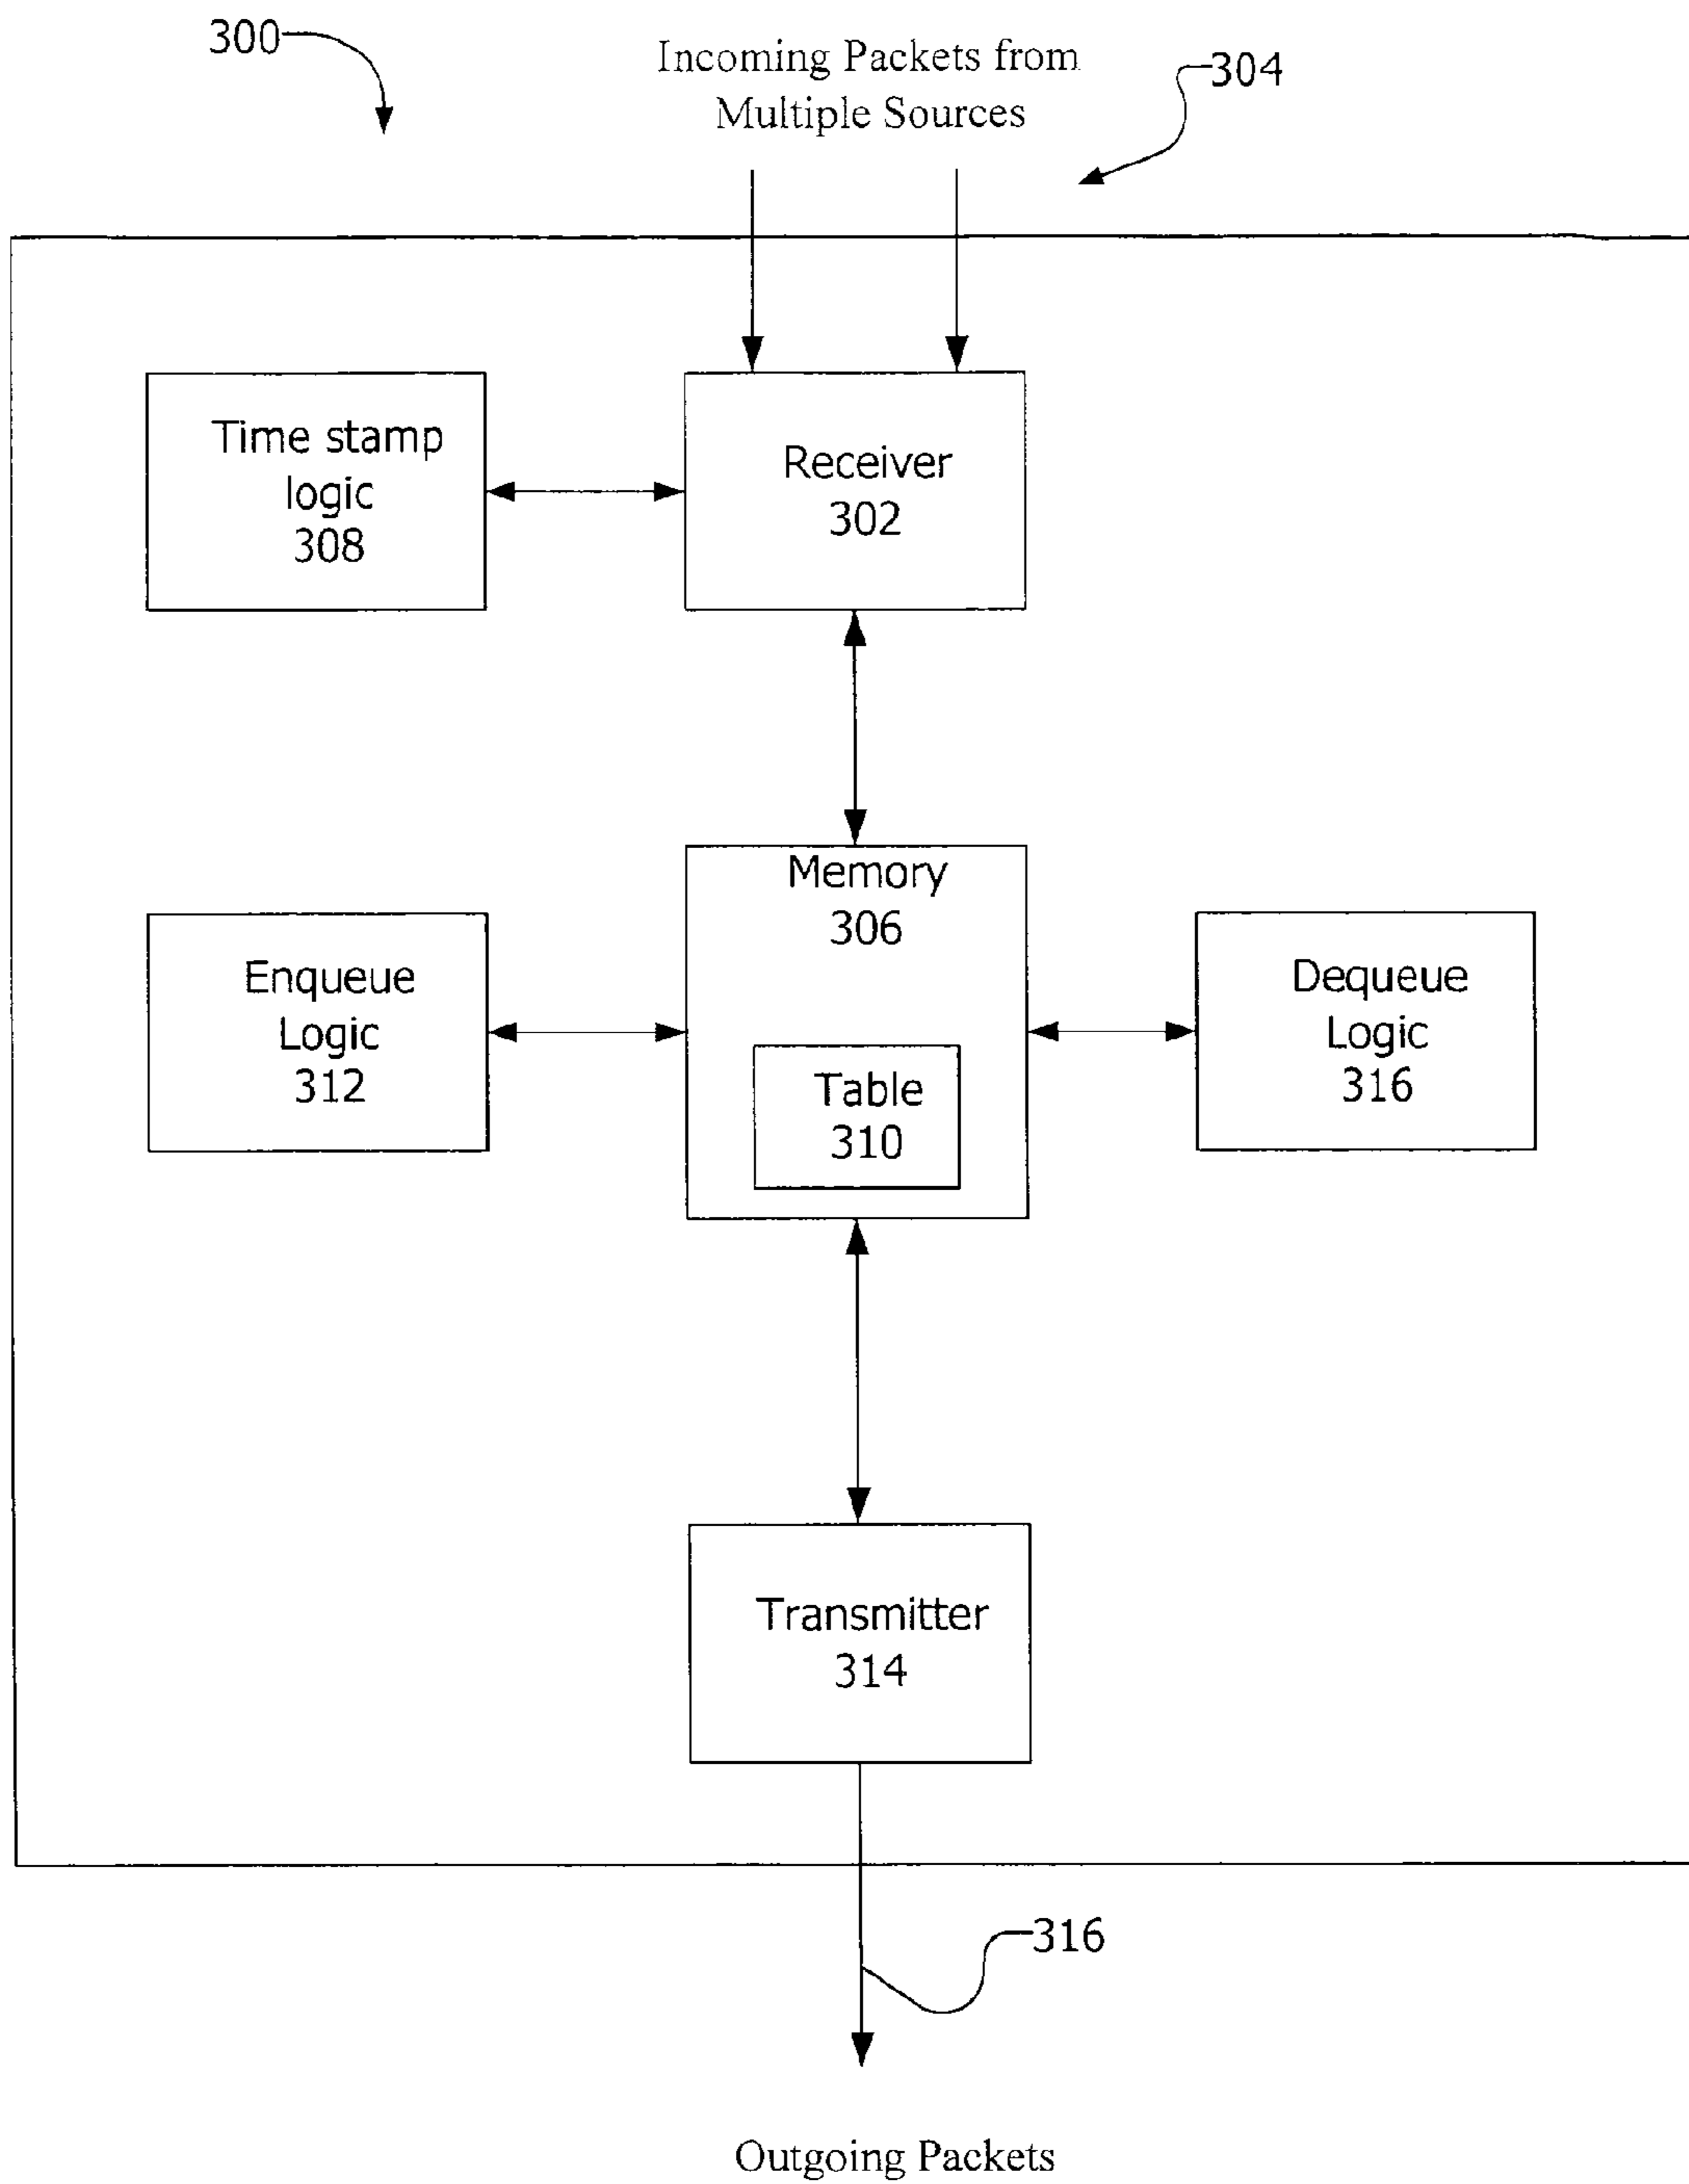 300
Incoming Packets from
Multiple Sources
304
Time stamp
logic
308
Receiver
302
Memory
306
Enqueue
Logic
312
Table
310
Dequeue
Logic
316
Transmitter
314
316
Outgoing Packets